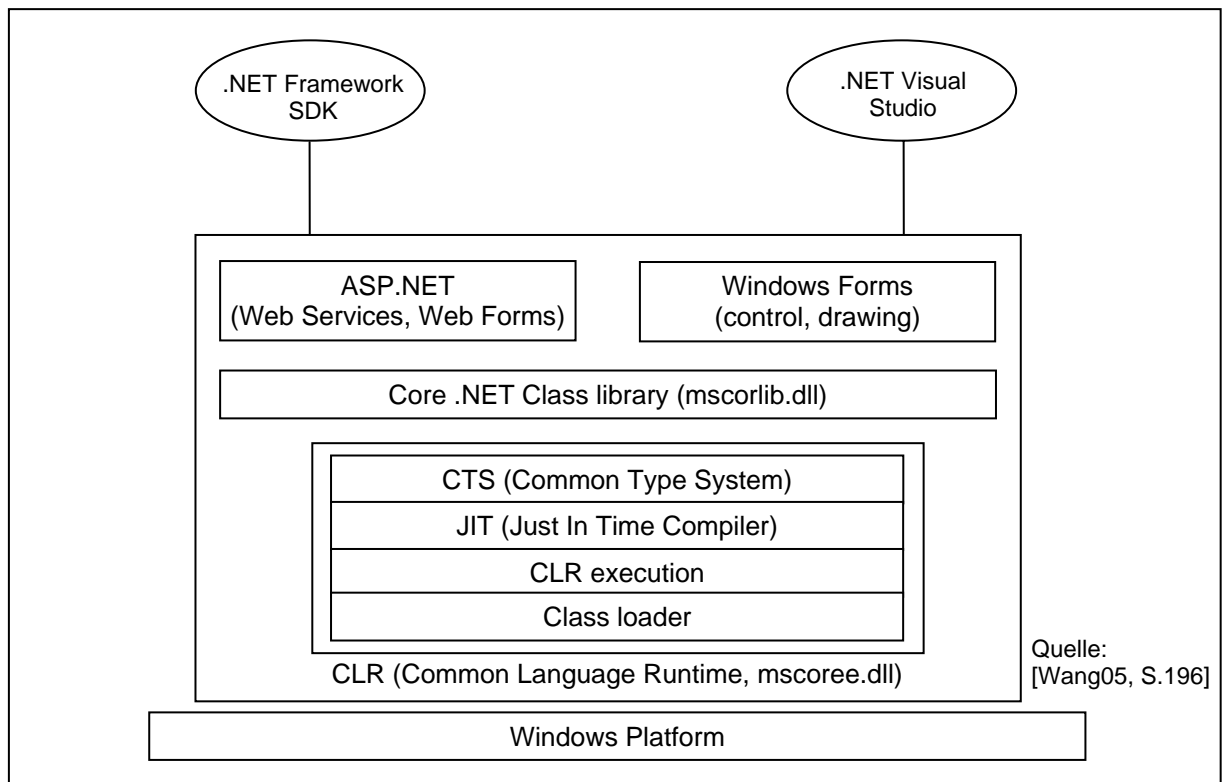 .NET Framework
SDK
.NET Visual
Studio
ASP.NET
(Web Services, Web Forms)
Windows Forms
(control, drawing)
Core .NET Class library (mscorlib.dll)
CTS (Common Type System)
JIT (Just In Time Compiler)
CLR execution
Class loader
CLR (Common Language Runtime, mscoree.dll)
Quelle:
[Wang05, S.196]
Windows Platform